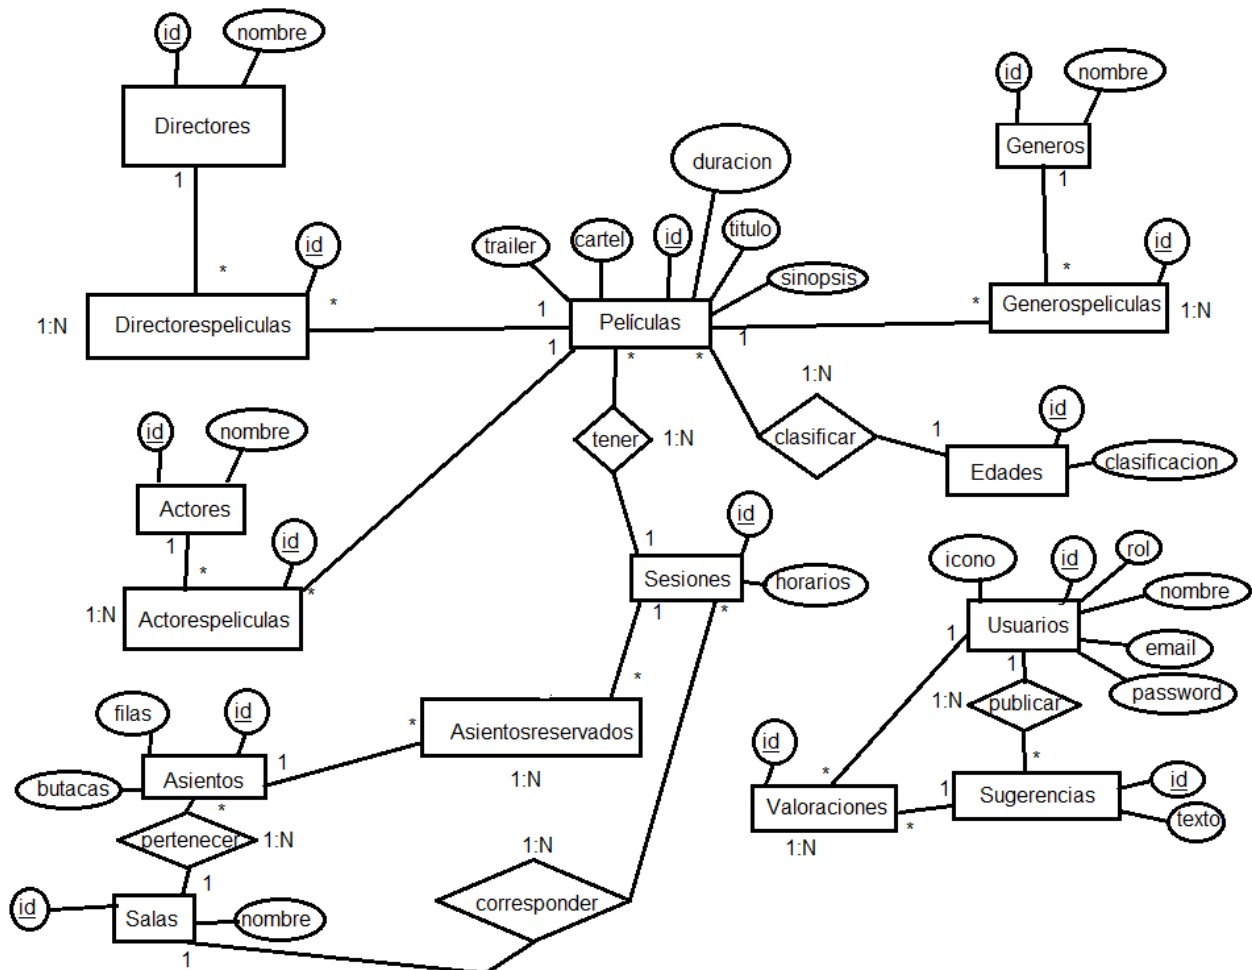 id
nombre
Directores
1
*
id
*
1:N
Directorespeliculas
id
nombre
Generos
1
*
id
*
Generospeliculas
1:N
duracion
trailer
cartel
id
titulo
sinopsis
1
Películas
1
1
*
*
1:N
tener
1:N
clasificar
1
id
Edades
clasificacion
id
nombre
Actores
1
*
id
*
1:N
Actorespeliculas
1
id
Sesiones
horarios
1
*
*
icono
id
rol
nombre
Usuarios
email
password
1
1
1:N
publicar
*
filas
id
Asientos
butacas
1
*
Asientosreservados
1:N
*
pertenecer
1:N
1
id
Salas
nombre
1
1:N
corresponder
id
*
Valoraciones
1:N
*
1
Sugerencias
id
texto